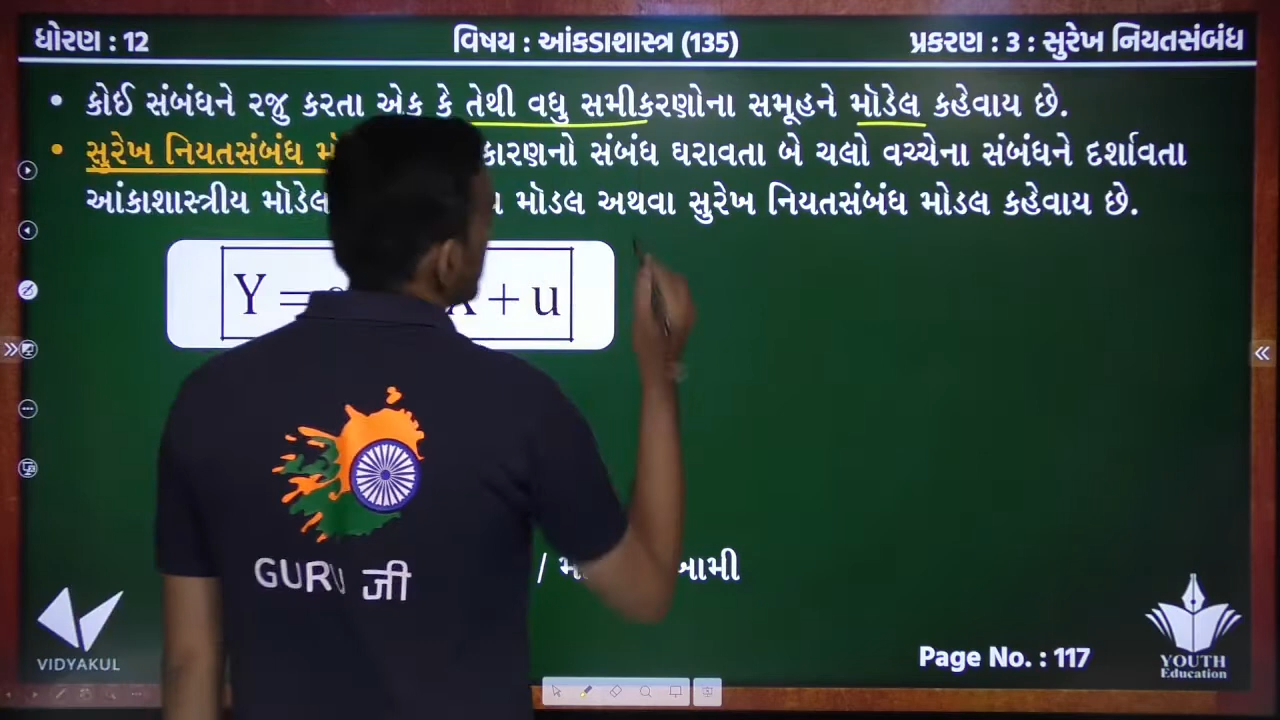 ધોરણ : 12
વિષય : આંકડાશાસ્ત્ર (135)
પ્રકરણ : 3 : સુરેખ નિયતસંબંધ
• કોઈ સંબંધને રજુ કરતા એક કે તેથી વધુ સમીકરણોના સમૂહને મૉડેલ કહેવાય છે.
• સુરેખ નિયતસંબંધ કારણનો સંબંધ ધરાવતા બે ચલો વચ્ચેના સંબંધને દર્શાવતા
આંકાશાસ્ત્રીય મૉડેલ મૉડલ અથવા સુરેખ નિયતસંબંધ મોડલ કહેવાય છે.
Y = + u
GURU जी
/
VIDYAKUL
Page No. : 117
YOUTH
Education